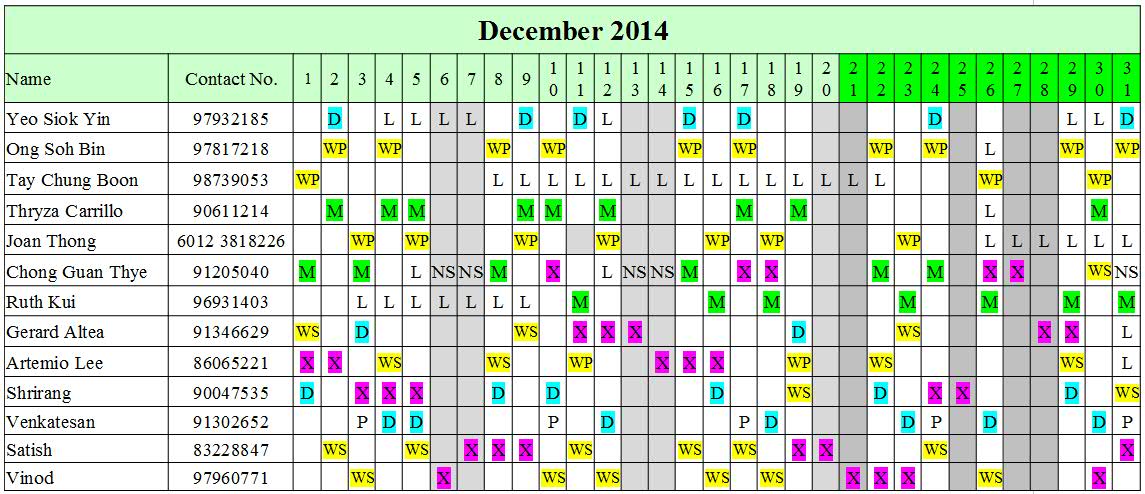 December 2014
Name Contact No. 1 2 3 4 5 6 7 8 9 10 11 12 13 14 15 16 17 18 19 20 21 22 23 24 25 26 27 28 29 30 31
Yeo Siok Yin 97932185 D L L L L D D L D D D L L D
Ong Soh Bin 97817218 WP WP WP WP WP WP WP WP L WP WP
Tay Chung Boon 98739053 WP L L L L L L L L L L L L L L L WP WP
Thryza Carrillo 90611214 M M M M M M M M L M
Joan Thong 6012 3818226 WP WP WP WP WP WP WP L L L L L L
Chong Guan Thye 91205040 M M L NS NS M X L NS NS M X X M M X X WS NS
Ruth Kui 96931403 L L L L L L L M M M M M M M
Gerard Altea 91346629 WS D WS X X X D WS X X L
Artemio Lee 86065221 X X WS WS WP X X X WP WS WS L
Shrirang 90047535 D X X X D D D WS D X X D WS
Venkatesan 91302652 P D D P D P D D P D D P
Satish 83228847 WS WS X X X WS WS WS X X WS X
Vinod 97960771 WS X WS WS WS WS X X X WS X